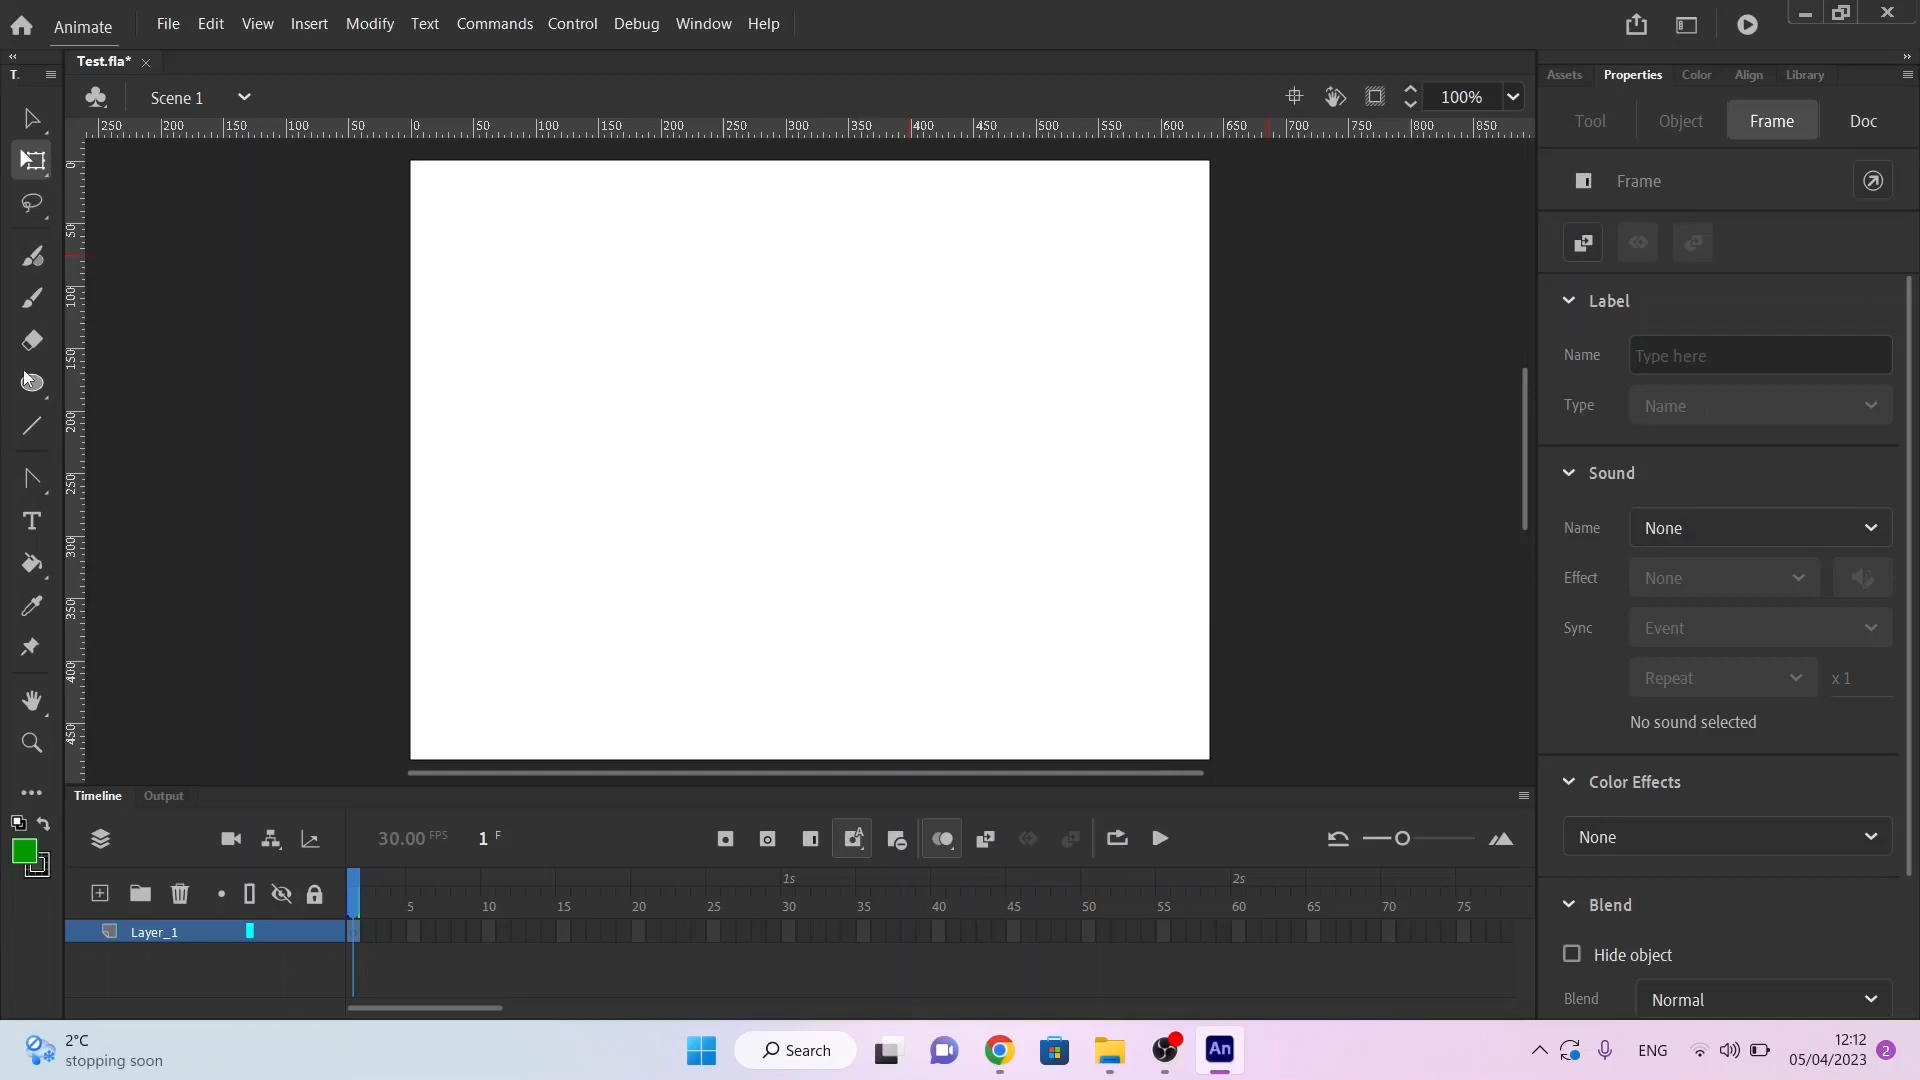 Animate File Edit View Insert Modify Text Commands Control Debug Window Help
Test.fla*
T.
Scene 1
100%
250 200 150 100 50 0 50 100 150 200 250 300 350 400 450 500 550 600 650 700 750 800 850
0
50
100
150
200
250
300
350
400
450
Assets Properties Color Align Library
Tool Object Frame Doc
Frame
Label
Name Type here
Type Name
Sound
Name None
Effect None
Sync Event
Repeat x 1
No sound selected
Color Effects
None
Blend
Hide object
Blend Normal
Timeline Output
30.00 FPS 1 F
1s 2s
5 10 15 20 25 30 35 40 45 50 55 60 65 70 75
Layer_1
2°C
stopping soon
Search
An
ENG
12:12
05/04/2023
2